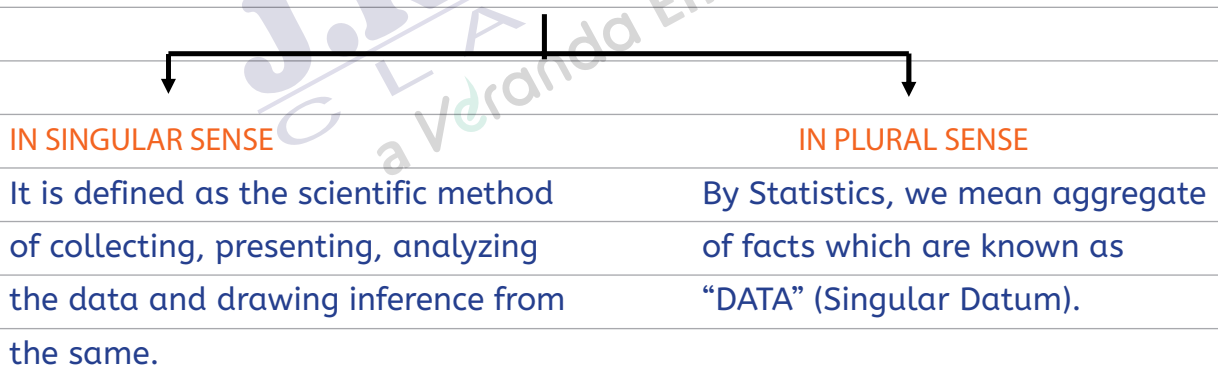 IN SINGULAR SENSE
It is defined as the scientific method
of collecting, presenting, analyzing
the data and drawing inference from
the same.
IN PLURAL SENSE
By Statistics, we mean aggregate
of facts which are known as
“DATA” (Singular Datum).
J.K.
C L A
a Veranda